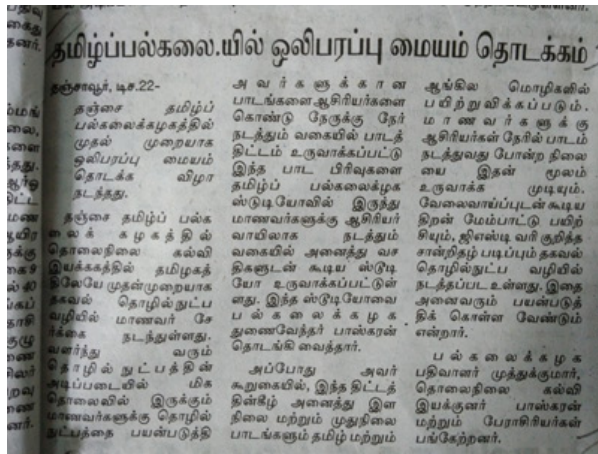 தமிழ்ப்பல்கலை.யில் ஒலிபரப்பு மையம் தொடக்கம்
தஞ்சாவூர், டிச.22-
தஞ்சை தமிழ்ப்
பல்கலைக்கழகத்தில்
முதல் முறையாக
ஒலிபரப்பு மையம்
தொடக்க விழா
நடந்தது.
தஞ்சை தமிழ்ப் பல்க
லைக் கழகத்தில்
தொலைநிலை கல்வி
இயக்ககத்தில் தமிழகத்
திலேயே முதன்முறையாக
தகவல் தொழில்நுட்ப
வழியில் மாணவர் சே
ர்க்கை நடந்துள்ளது.
வளர்ந்து வரும்
தொழில் நுட்பத்தின்
அடிப்படையில் மிக
தொலைவில் இருக்கும்
மாணவர்களுக்கு தொழில்
நுட்பத்தை பயன்படுத்தி
அவர்களுக்கான
பாடங்களை ஆசிரியர்களை
கொண்டு நேருக்கு நேர்
நடத்தும் வகையில் பாடத்
திட்டம் உருவாக்கப்பட்டு
இந்த பாட பிரிவுகளை
தமிழ்ப் பல்கலைக்கழக
ஸ்டுடியோவில் இருந்து
மாணவர்களுக்கு ஆசிரியர்
வாயிலாக நடத்தும்
வகையில் அனைத்து வச
திகளுடன் கூடிய ஸ்டூடி
யோ உருவாக்கப்பட்டுள்
ளது. இந்த ஸ்டூடியோவை
பல்கலைக்கழக
துணைவேந்தர் பாஸ்கரன்
தொடங்கி வைத்தார்.
அப்போது அவர்
கூறுகையில், இந்த திட்டத்
தின்கீழ் அனைத்து இள
நிலை மற்றும் முதுநிலை
பாடங்களும் தமிழ் மற்றும்
ஆங்கில மொழிகளில்
பயிற்றுவிக்கப்படும்.
மாணவர்களுக்கு
ஆசிரியர்கள் நேரில் பாடம்
நடத்துவது போன்ற நிலை
யை இதன் மூலம்
உருவாக்க முடியும்.
வேலைவாய்ப்புடன் கூடிய
திறன் மேம்பாட்டு பயிற்
சியும், ஜிஎஸ்டி வரி குறித்த
சான்றிதழ் படிப்பும் தகவல்
தொழில்நுட்ப வழியில்
நடத்தப்பட உள்ளது. இதை
அனைவரும் பயன்படுத்
திக் கொள்ள வேண்டும்
என்றார்.
பல்கலைக்கழக
பதிவாளர் முத்துக்குமார்,
தொலைநிலை கல்வி
இயக்குனர் பாஸ்கரன்
மற்றும் பேராசிரியர்கள்
பங்கேற்றனர்.